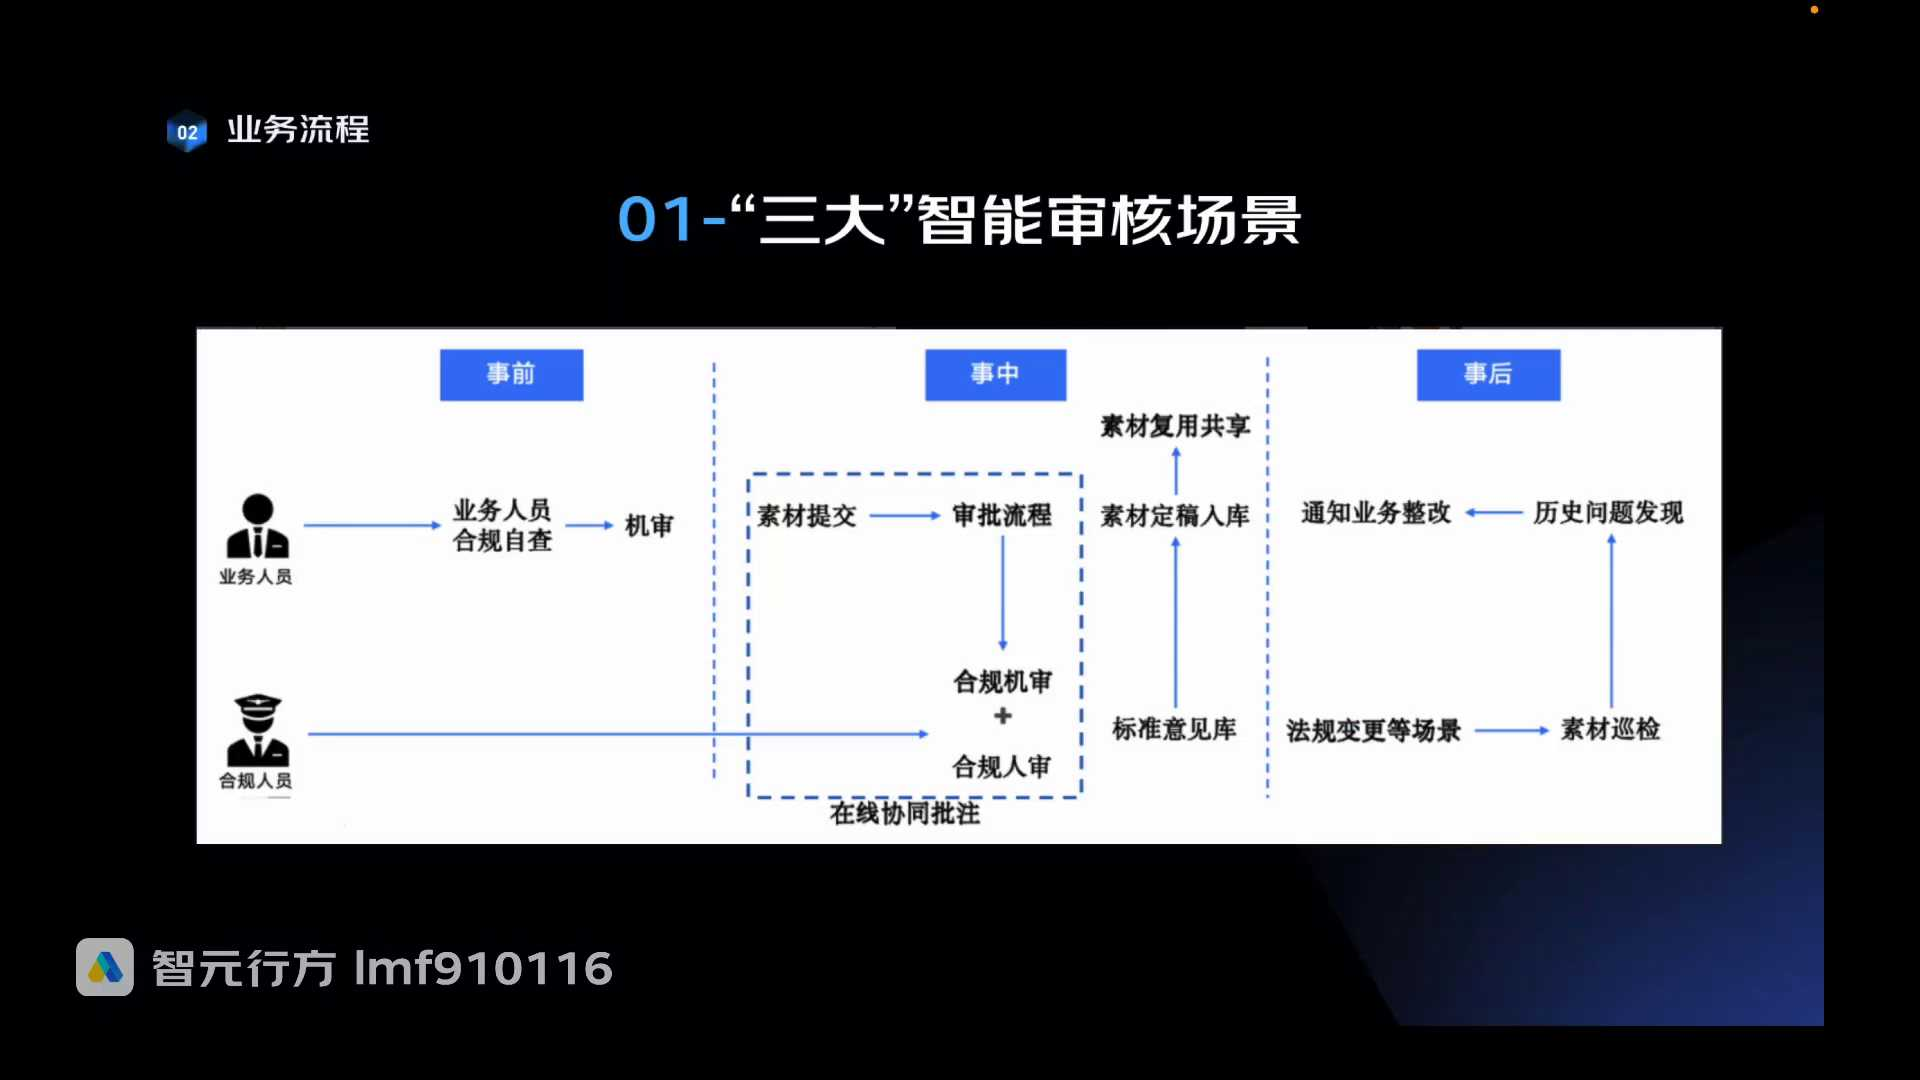 02 业务流程
01-“三大”智能审核场景
事前
事中
事后
素材复用共享
业务人员
合规自查
机审
素材提交
审批流程
素材定稿入库
通知业务整改
历史问题发现
业务人员
合规机审
+
合规人审
标准意见库
法规变更等场景
素材巡检
合规人员
在线协同批注
智元行方 lmf910116